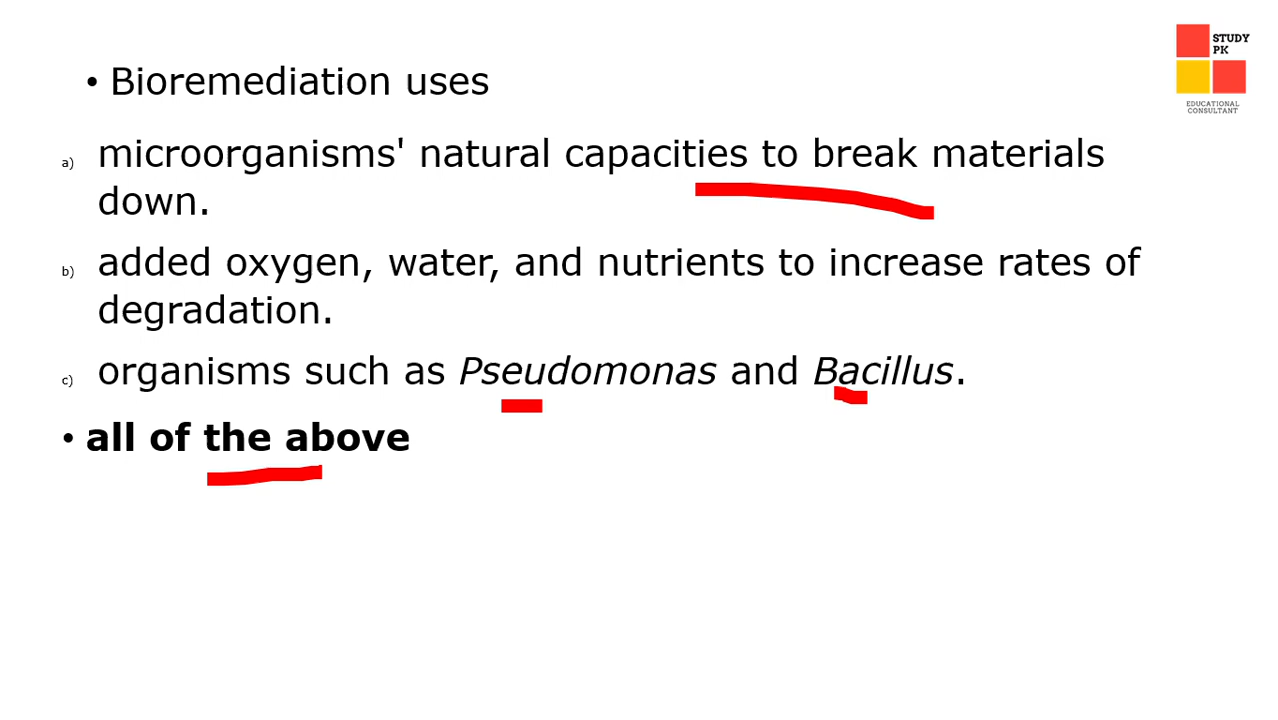 STUDY
PK
EDUCATIONAL
CONSULTANT
• Bioremediation uses
a) microorganisms' natural capacities to break materials
down.
b) added oxygen, water, and nutrients to increase rates of
degradation.
c) organisms such as Pseudomonas and Bacillus.
• all of the above